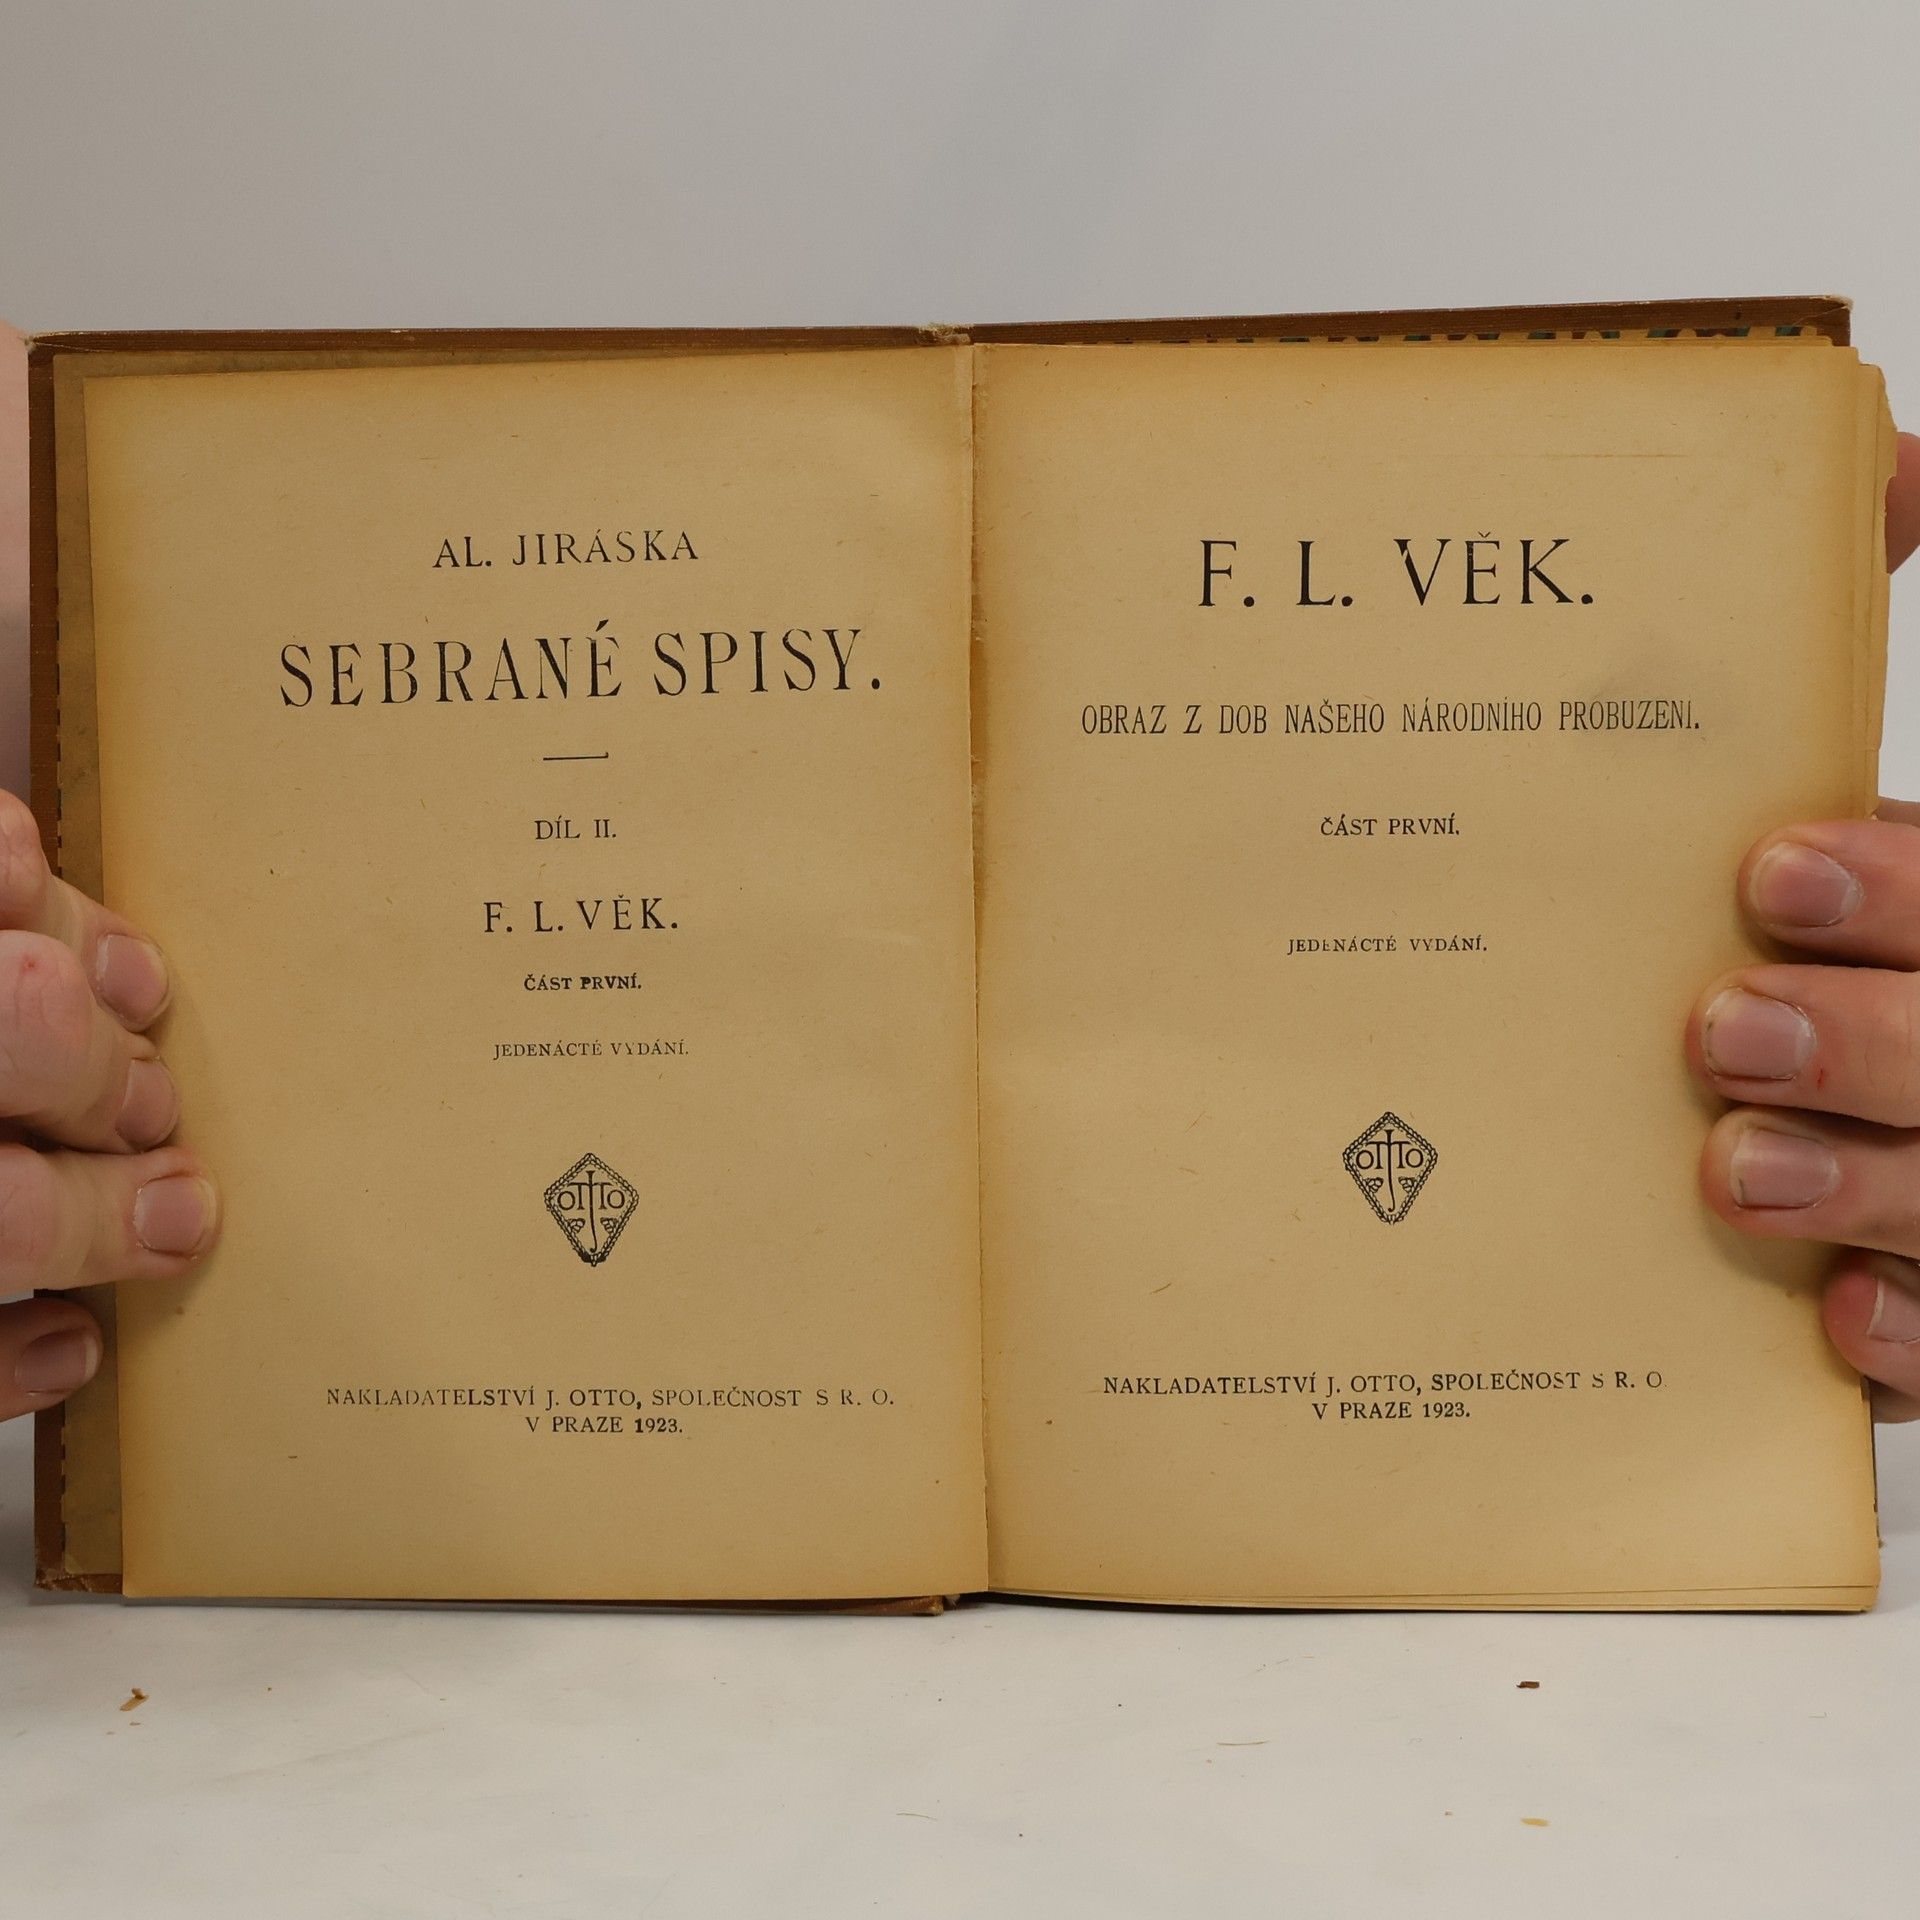 AL. JIRÁSKA
SEBRANÉ SPISY.
DÍL II.
F. L. VĚK.
ČÁST PRVNÍ.
JEDENÁCTÉ VYDÁNÍ.
OTTO
J
NAKLADATELSTVÍ J. OTTO, SPOLEČNOST S R. O.
V PRAZE 1923.
F. L. VĚK.
OBRAZ Z DOB NAŠEHO NÁRODNÍHO PROBUZENÍ.
ČÁST PRVNÍ.
JEDENÁCTÉ VYDÁNÍ.
OTTO
J
NAKLADATELSTVÍ J. OTTO, SPOLEČNOST S R. O.
V PRAZE 1923.